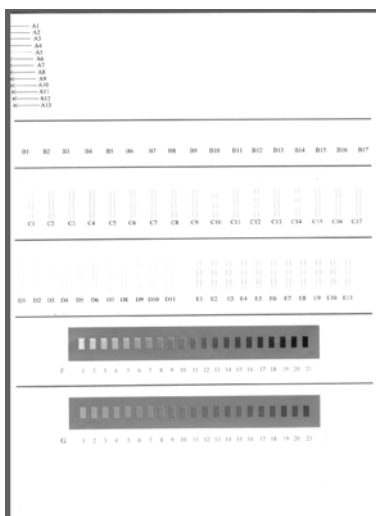 A1
A2
A3
A4
A5
A6
A7
A8
A9
A10
A11
A12
A13
B1 B2 B3 B4 B5 B6 B7 B8 B9 B10 B11 B12 B13 B14 B15 B16 B17
C1 C2 C3 C4 C5 C6 C7 C8 C9 C10 C11 C12 C13 C14 C15 C16 C17
D1 D2 D3 D4 D5 D6 D7 D8 D9 D10 D11 E1 E2 E3 E4 E5 E6 E7 E8 E9 E10 E11
F 1 2 3 4 5 6 7 8 9 10 11 12 13 14 15 16 17 18 19 20 21
G 1 2 3 4 5 6 7 8 9 10 11 12 13 14 15 16 17 18 19 20 21